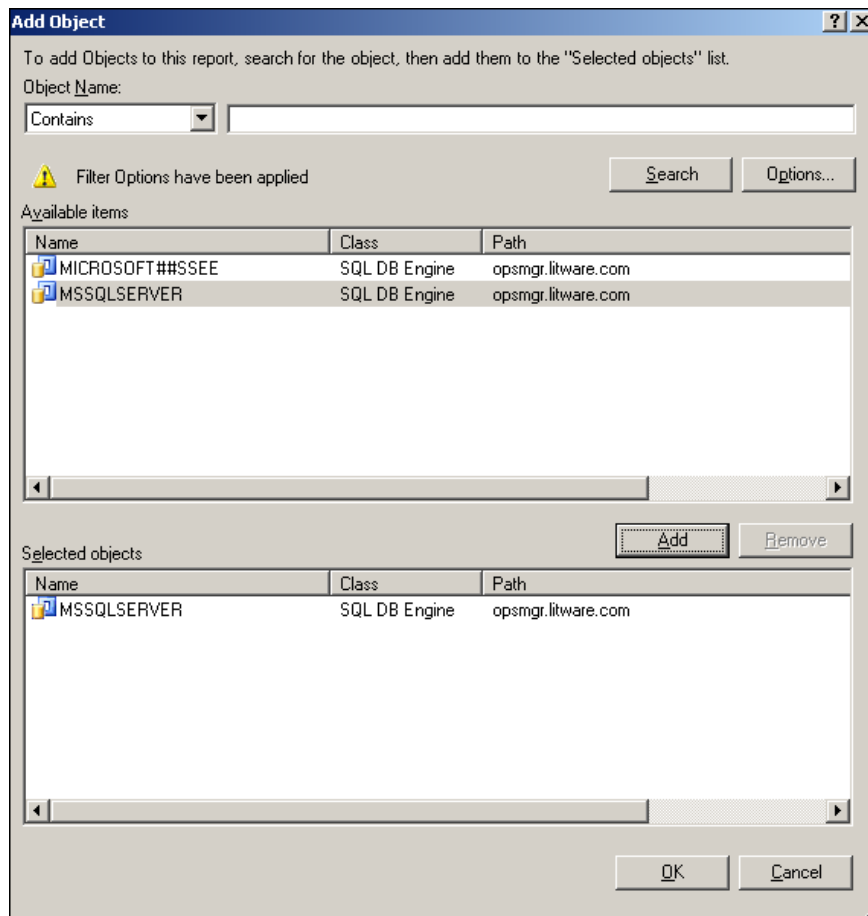 Add Object
To add Objects to this report, search for the object, then add them to the "Selected objects" list.
Object Name:
Contains
Filter Options have been applied
Search Options...
Available items
Name Class Path
MICROSOFT##SSEE SQL DB Engine opsmgr.litware.com
MSSQLSERVER SQL DB Engine opsmgr.litware.com
Add Remove
Selected objects
Name Class Path
MSSQLSERVER SQL DB Engine opsmgr.litware.com
OK Cancel